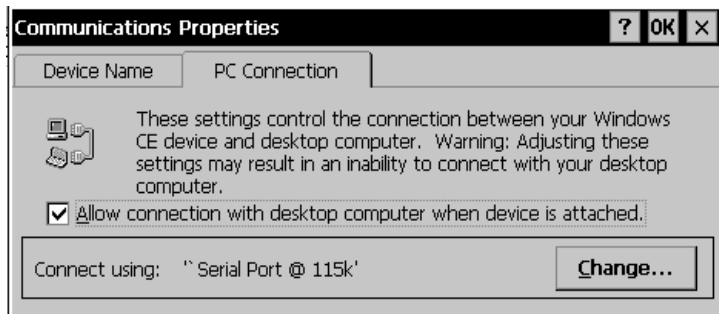 Communications Properties ? OK ×
Device Name PC Connection
These settings control the connection between your Windows
CE device and desktop computer. Warning: Adjusting these
settings may result in an inability to connect with your desktop
computer.
Allow connection with desktop computer when device is attached.
Connect using: '`Serial Port @ 115k' Change...